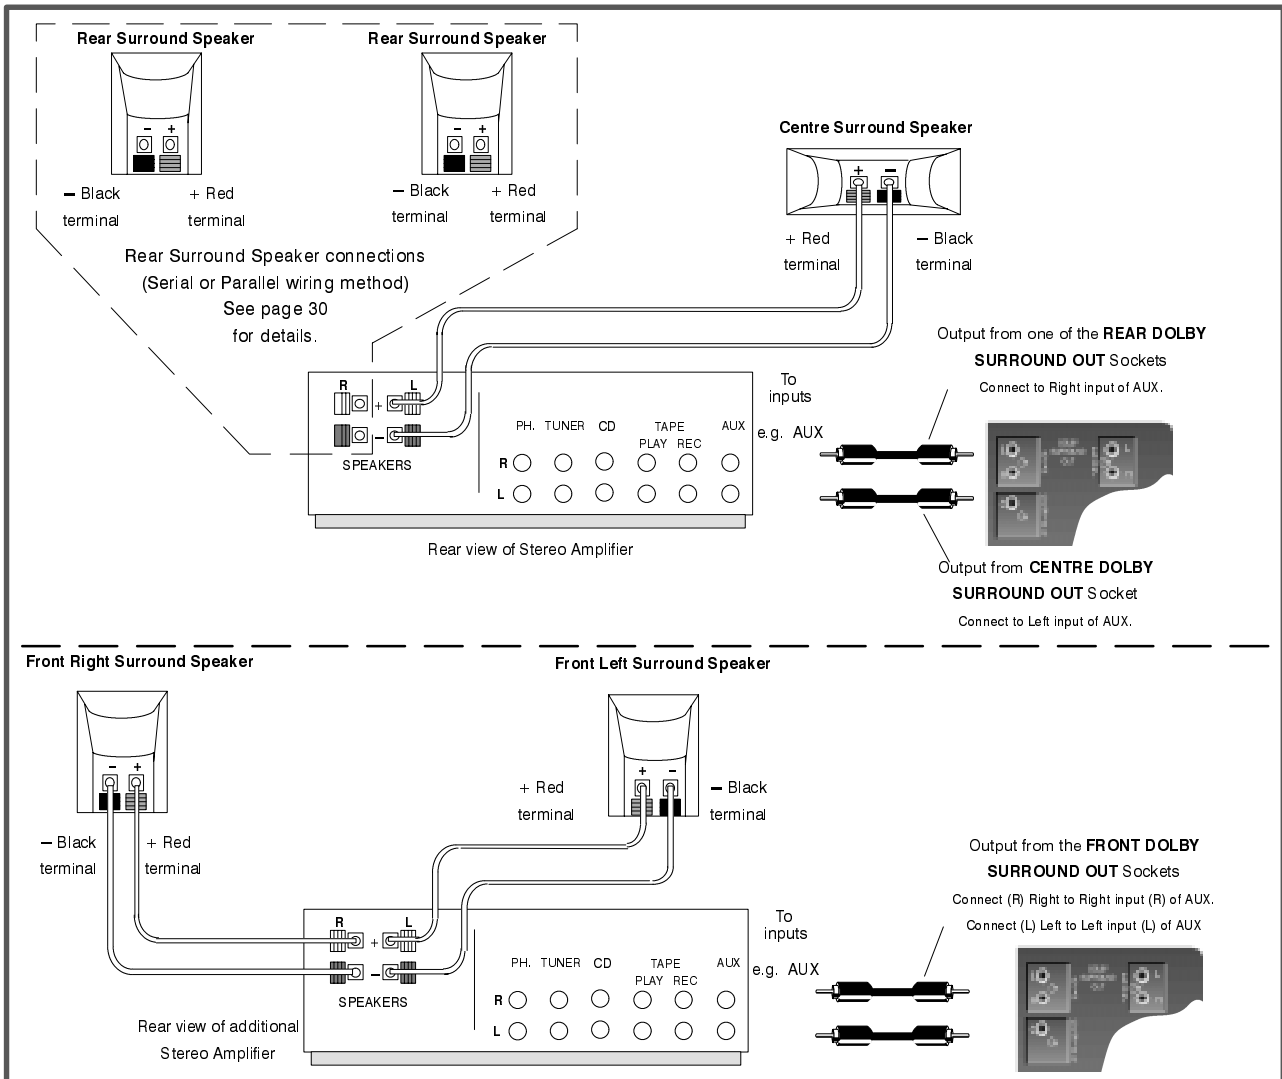 Rear Surround Speaker
Rear Surround Speaker
- +
- +
– Black
terminal
+ Red
terminal
– Black
terminal
+ Red
terminal
Rear Surround Speaker connections
(Serial or Parallel wiring method)
See page 30
for details.
Centre Surround Speaker
+ –
+ Red
terminal
– Black
terminal
Output from one of the REAR DOLBY
SURROUND OUT Sockets
Connect to Right input of AUX.
To
inputs
e.g. AUX
R L
+
–
SPEAKERS
PH. TUNER CD TAPE AUX
PLAY REC
R
L
Rear view of Stereo Amplifier
Output from CENTRE DOLBY
SURROUND OUT Socket
Connect to Left input of AUX.
Front Right Surround Speaker
Front Left Surround Speaker
- +
+ -
– Black
terminal
+ Red
terminal
+ Red
terminal
– Black
terminal
Output from the FRONT DOLBY
SURROUND OUT Sockets
Connect (R) Right to Right input (R) of AUX.
Connect (L) Left to Left input (L) of AUX
To
inputs
e.g. AUX
R L
+
–
SPEAKERS
PH. TUNER CD TAPE AUX
PLAY REC
R
L
Rear view of additional
Stereo Amplifier